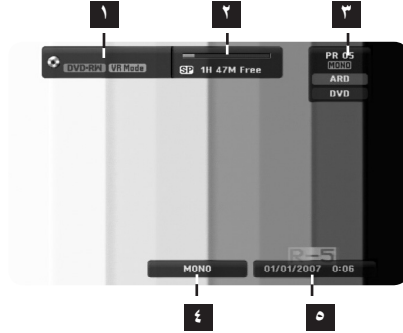 ١ ٢ ٣
DVD-RW VR Mode
SP 1H 47M Free
PR 05
MONO
ARD
DVD
R-5
MONO
01/01/2007 0:06
٤ ٥